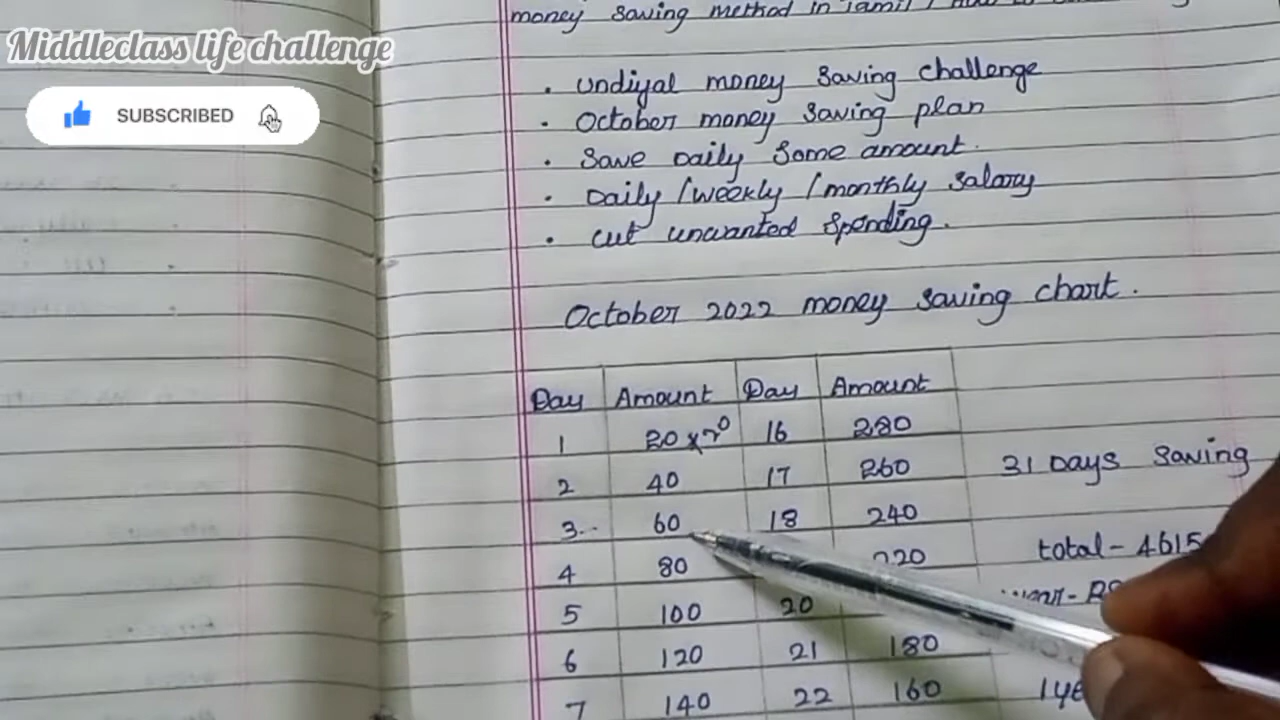 money saving method in Tamil /
Middleclass life challenge
SUBSCRIBED
. Undiyal money saving challenge
. October money saving plan
. Save Daily Some amount.
. Daily /weekly /monthly salary
. cut unwanted spending.
October 2022 money saving chart.
Day Amount Day Amount
1 20 16 280
2 40 17 260
3 60 18 240
4 80 220
5 100 20
6 120 21 180
7 140 22 160
31 Days saving
total - 4615